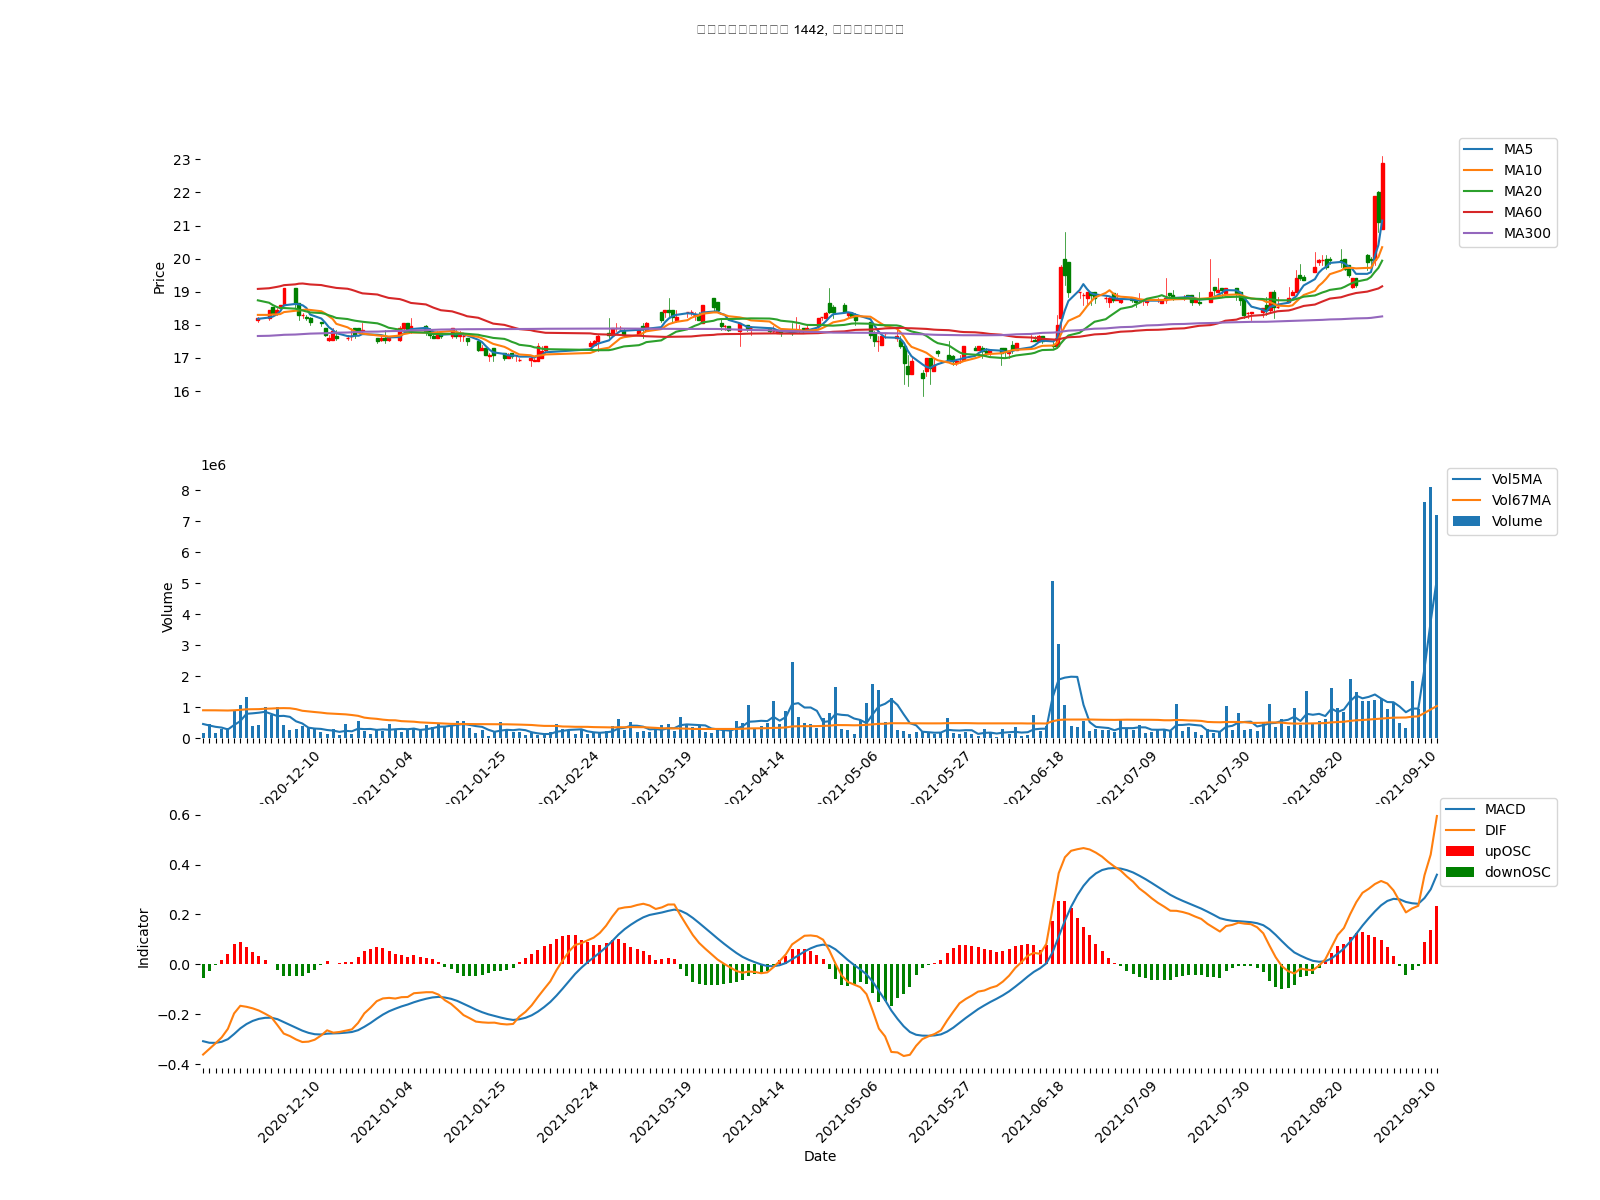 1442,
Price
23
22
21
20
19
18
17
16
MA5
MA10
MA20
MA60
MA300
1e6
Volume
8
7
6
5
4
3
2
1
0
Vol5MA
Vol67MA
Volume
2020-12-10
2021-01-04
2021-01-25
2021-02-24
2021-03-19
2021-04-14
2021-05-06
2021-05-27
2021-06-18
2021-07-09
2021-07-30
2021-08-20
2021-09-10
Indicator
0.6
0.4
0.2
0.0
−0.2
−0.4
MACD
DIF
upOSC
downOSC
2020-12-10
2021-01-04
2021-01-25
2021-02-24
2021-03-19
2021-04-14
2021-05-06
2021-05-27
2021-06-18
2021-07-09
2021-07-30
2021-08-20
2021-09-10
Date